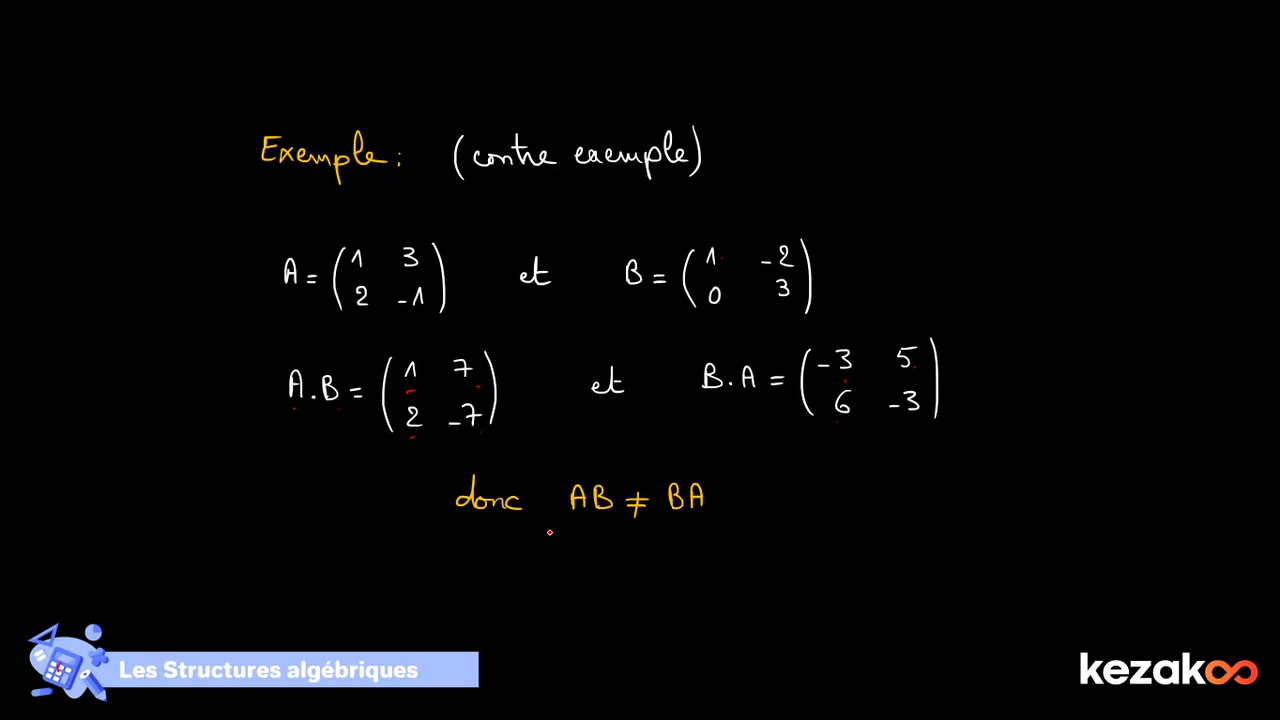 Exemple : (contre exemple)
A = ( 1 3 ; 2 -1 ) et B = ( 1 -2 ; 0 3 )
A.B = ( 1 7 ; 2 -7 ) et B.A = ( -3 5 ; 6 -3 )
donc AB ≠ BA
Les Structures algébriques
kezakoo